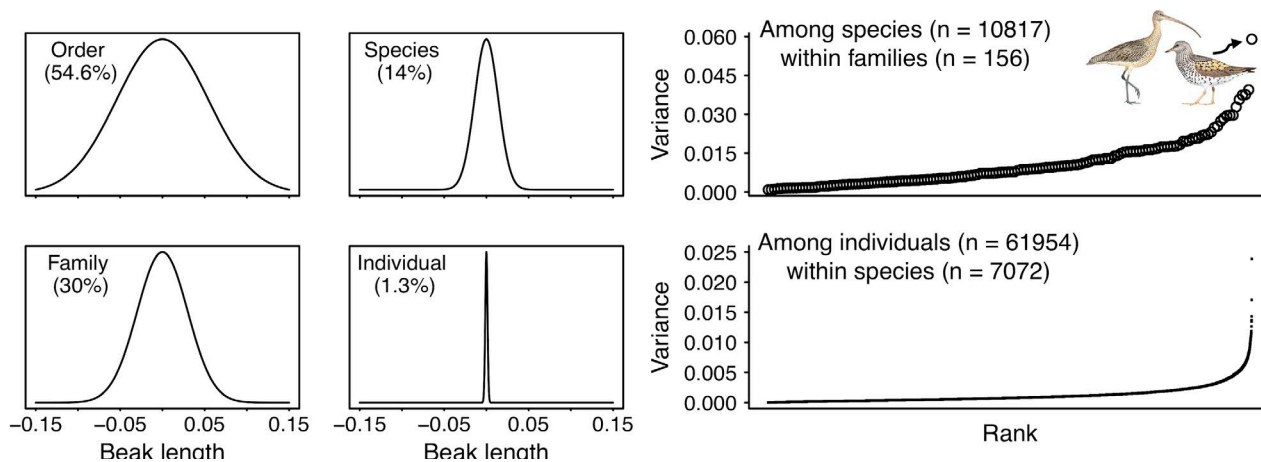 Order
(54.6%)
Species
(14%)
Family
(30%)
−0.15 −0.05 0.05 0.15
Beak length
Individual
(1.3%)
−0.15 −0.05 0.05 0.15
Beak length
Among species (n = 10817)
within families (n = 156)
Variance
0.060
0.045
0.030
0.015
0.000
Among individuals (n = 61954)
within species (n = 7072)
Variance
0.025
0.020
0.015
0.010
0.005
0.000
Rank